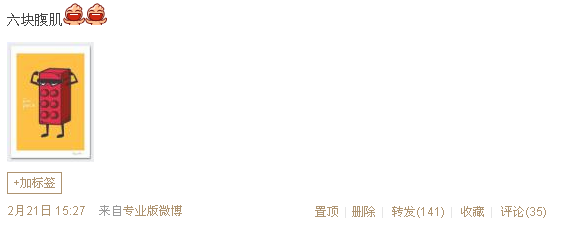 六块腹肌
+加标签
2月21日 15:27 来自专业版微博 置顶 | 删除 | 转发(141) | 收藏 | 评论(35)